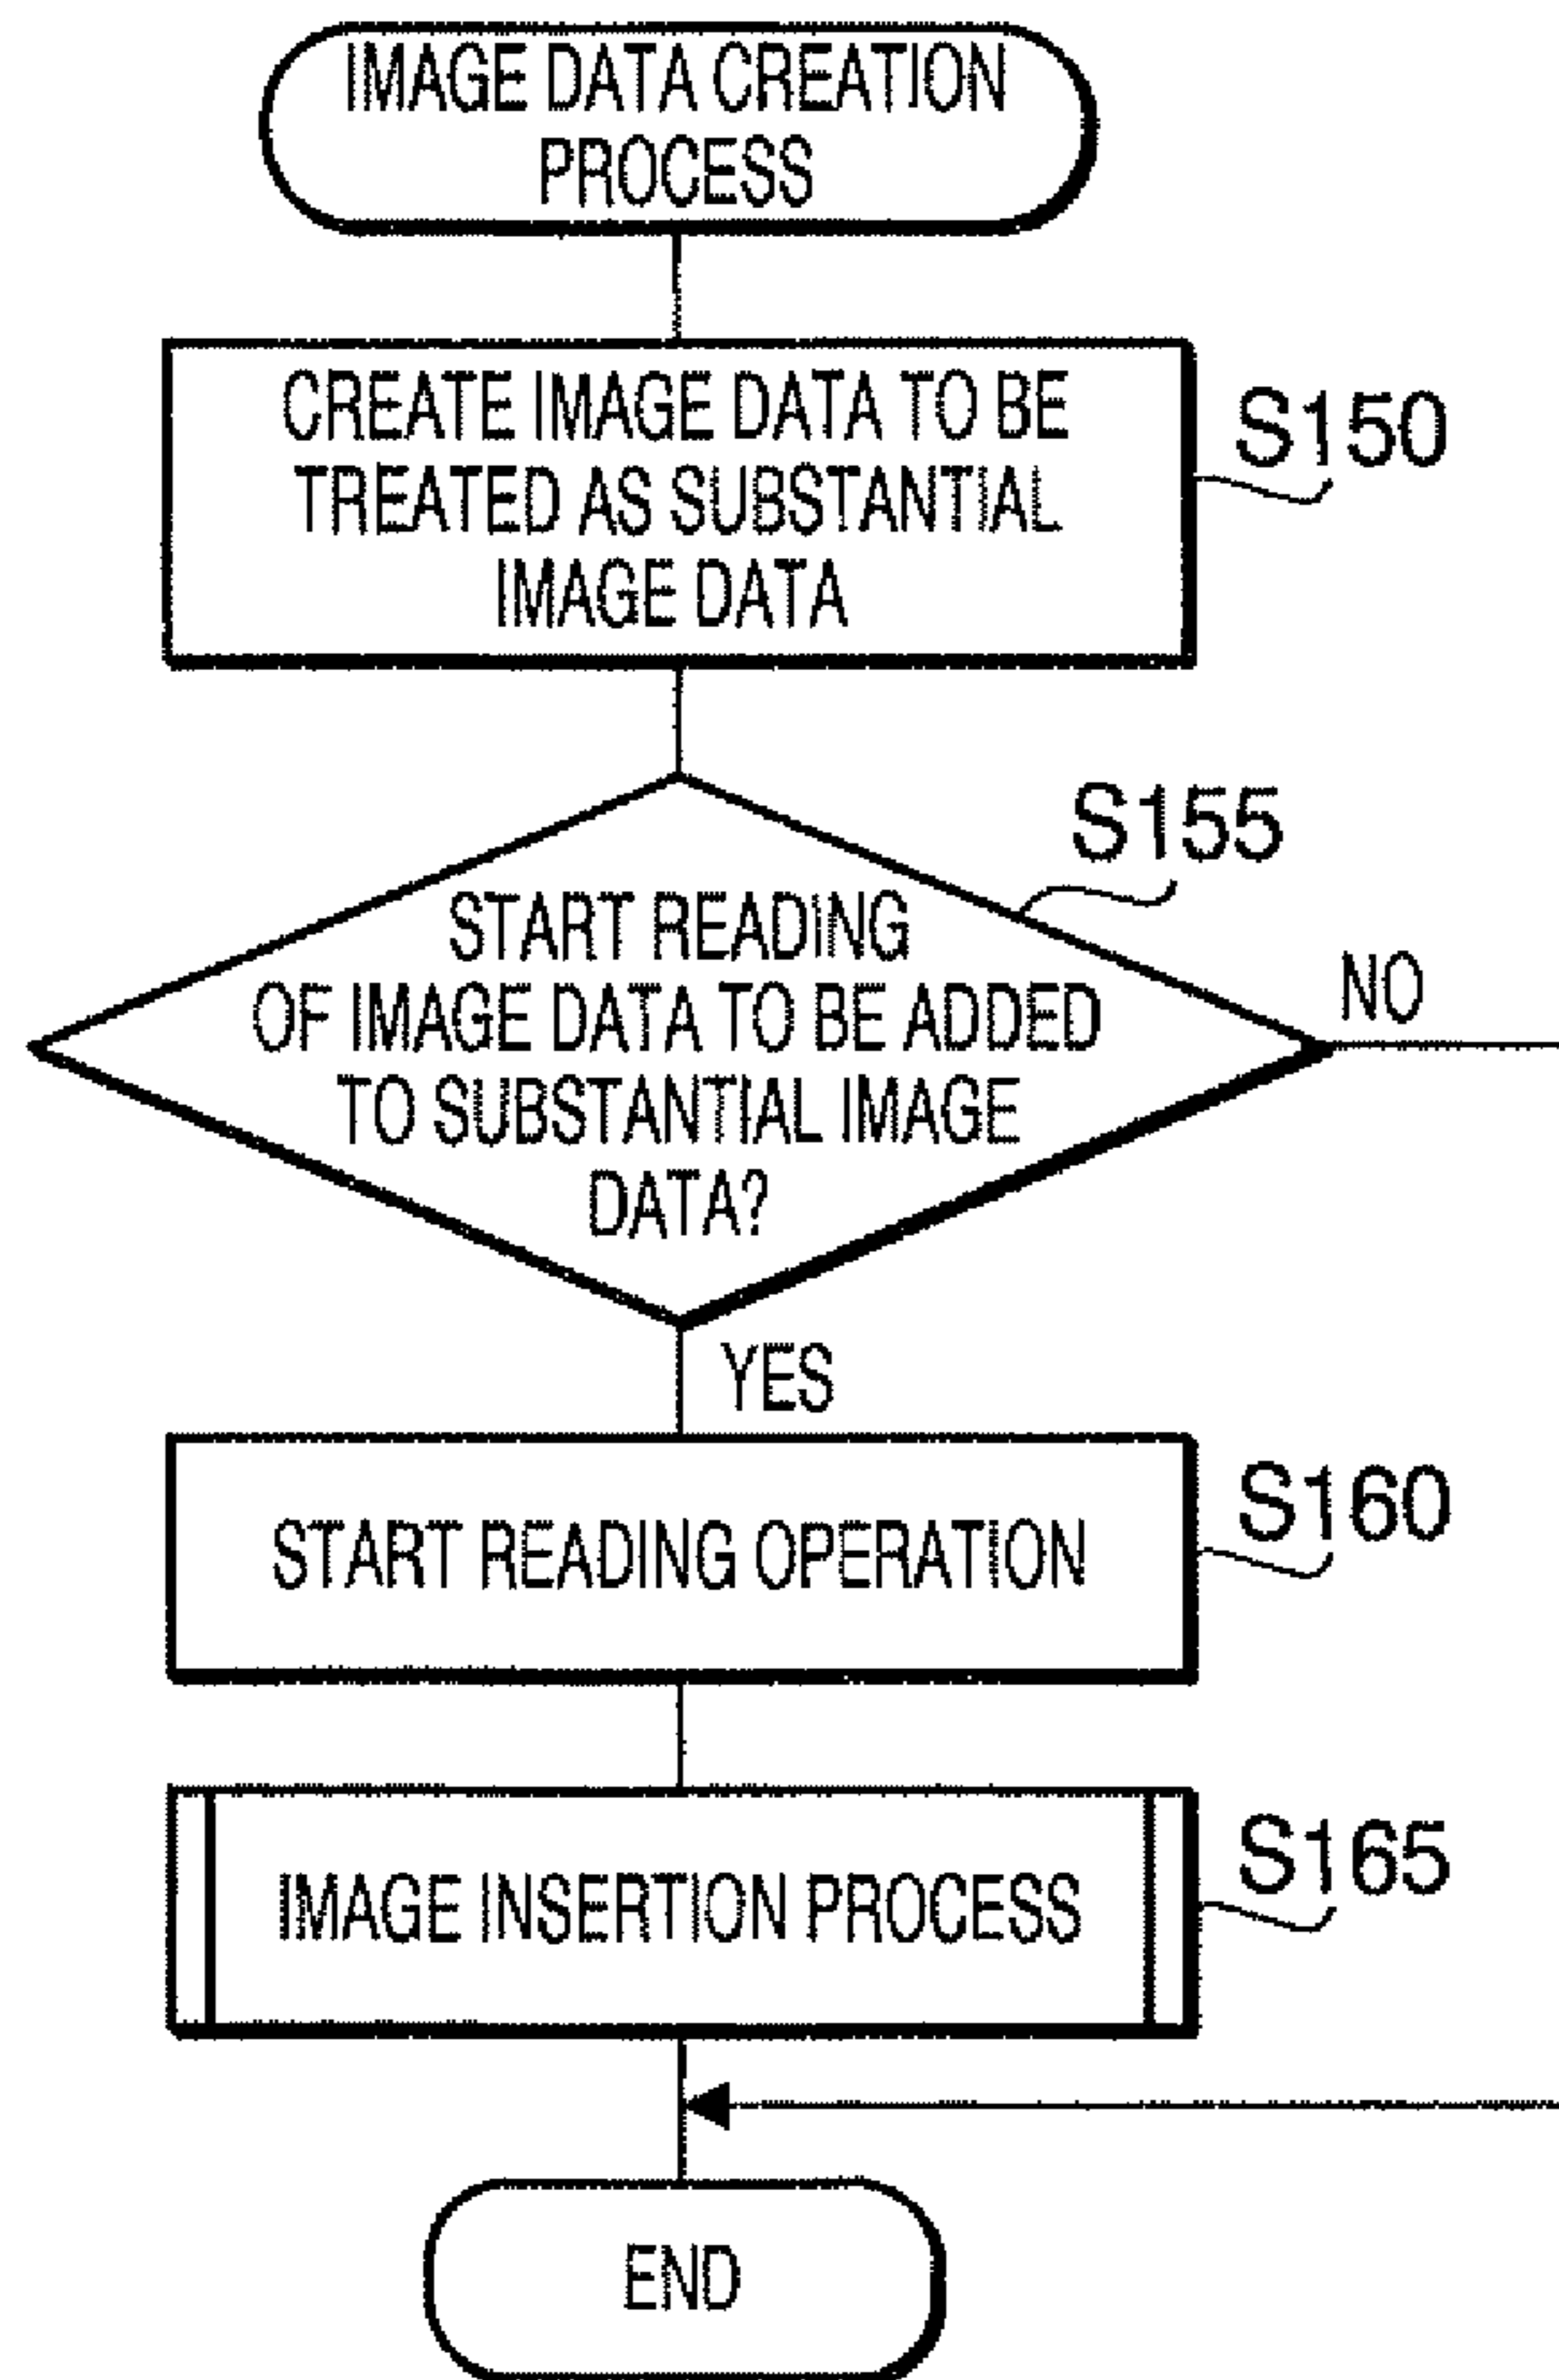 IMAGE DATA CREATION
PROCESS
CREATE IMAGE DATA TO BE
TREATED AS SUBSTANTIAL
IMAGE DATA
S150
S155
START READING
OF IMAGE DATA TO BE ADDED
TO SUBSTANTIAL IMAGE
DATA?
NO
YES
START READING OPERATION
S160
IMAGE INSERTION PROCESS
S165
END